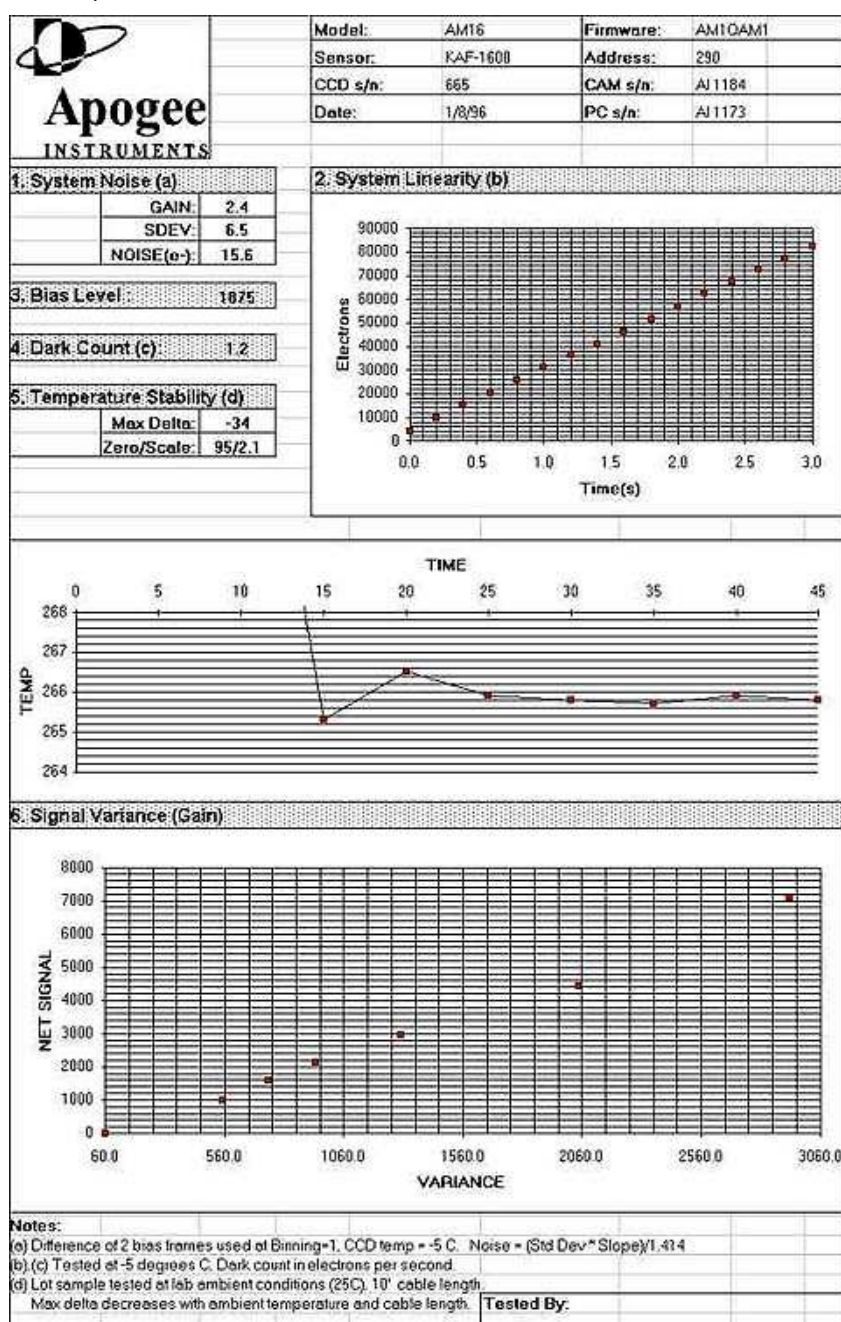 Apogee
INSTRUMENTS
Model: AM16 Firmware: AM1OAM1
Sensor: KAF-1600 Address: 290
CCD s/n: 665 CAM s/n: AI1184
Date: 1/8/96 PC s/n: AI1173
1. System Noise (a)
GAIN: 2.4
SDEV: 6.5
NOISE(e-): 15.6
3. Bias Level : 1875
4. Dark Count (c): 1.2
5. Temperature Stability (d)
Max Delta: -34
Zero/Scale: 95/2.1
2. System Linearity (b)
90000
80000
70000
60000
50000
40000
30000
20000
10000
0
Electrons
0.0 0.5 1.0 1.5 2.0 2.5 3.0
Time(s)
TIME
0 5 10 15 20 25 30 35 40 45
268
267
266
265
264
TEMP
6. Signal Variance (Gain)
8000
7000
6000
5000
4000
3000
2000
1000
0
NET SIGNAL
60.0 560.0 1060.0 1560.0 2060.0 2560.0 3060.0
VARIANCE
Notes:
(a) Difference of 2 bias frames used at Binning=1, CCD temp = -5 C. Noise = (Std Dev * Slope)/1.414
(b),(c) Tested at -5 degrees C. Dark count in electrons per second.
(d) Lot sample tested at lab ambient conditions (25C). 10' cable length.
Max delta decreases with ambient temperature and cable length.
Tested By: